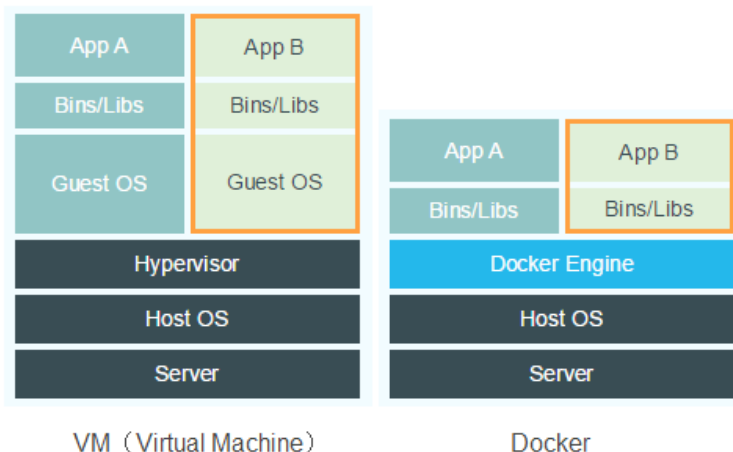 App A
App B
Bins/Libs
Bins/Libs
Guest OS
Guest OS
Hypervisor
Host OS
Server
VM（Virtual Machine）
App A
App B
Bins/Libs
Bins/Libs
Docker Engine
Host OS
Server
Docker